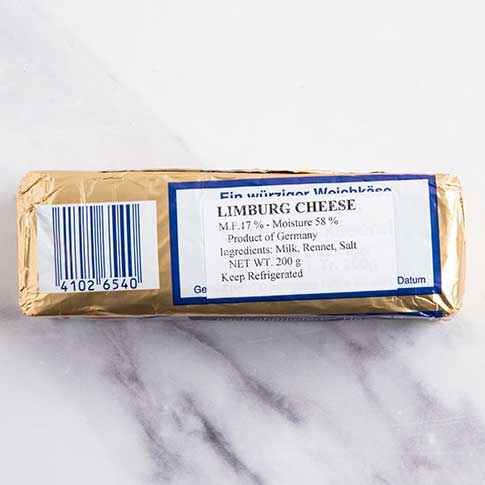 Ein würziger Weichkäse
LIMBURG CHEESE
M.F.17 % - Moisture 58 %
Product of Germany
Ingredients: Milk, Rennet, Salt
NET WT. 200 g
Keep Refrigerated
Datum
4102 6540